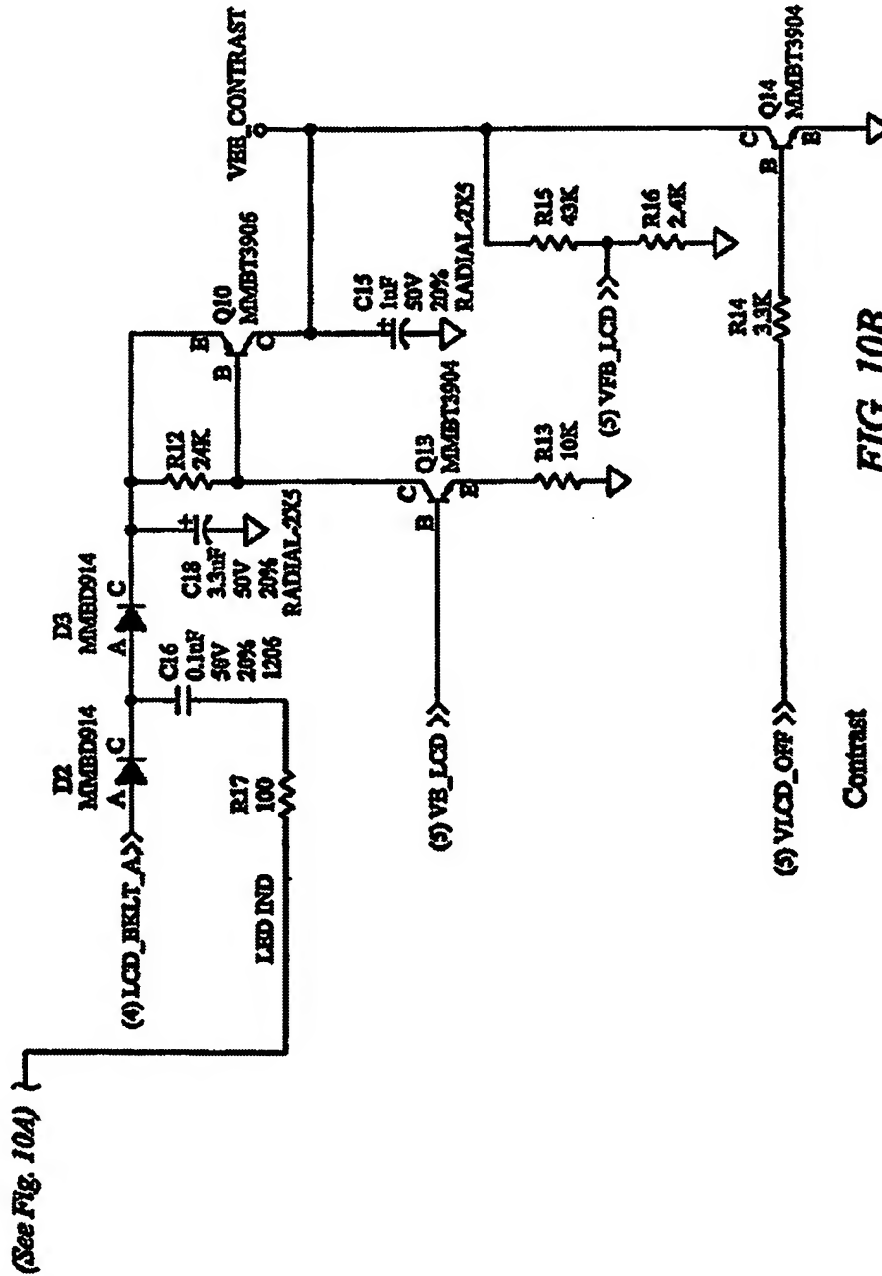 (See Fig. 10A)
(4) LCD_BKLT_A
D2
MMBD914
A
C
D3
MMBD914
A
C
C16
0.1uF
50V
20%
1206
R17
100
LED IND
C18
3.3uF
50V
20%
RADIAL-2X5
+
R12
24K
Q10
MMBT3906
E
B
C
VEE_CONTRAST
C15
1uF
50V
20%
RADIAL-2X5
+
(5) VB_LCD
Q13
MMBT3904
C
B
E
R13
10K
(5) VFB_LCD
R15
43K
R16
2.4K
(5) VLCD_OFF
R14
3.3K
Q14
MMBT3904
C
B
E
Contrast
FIG. 10B